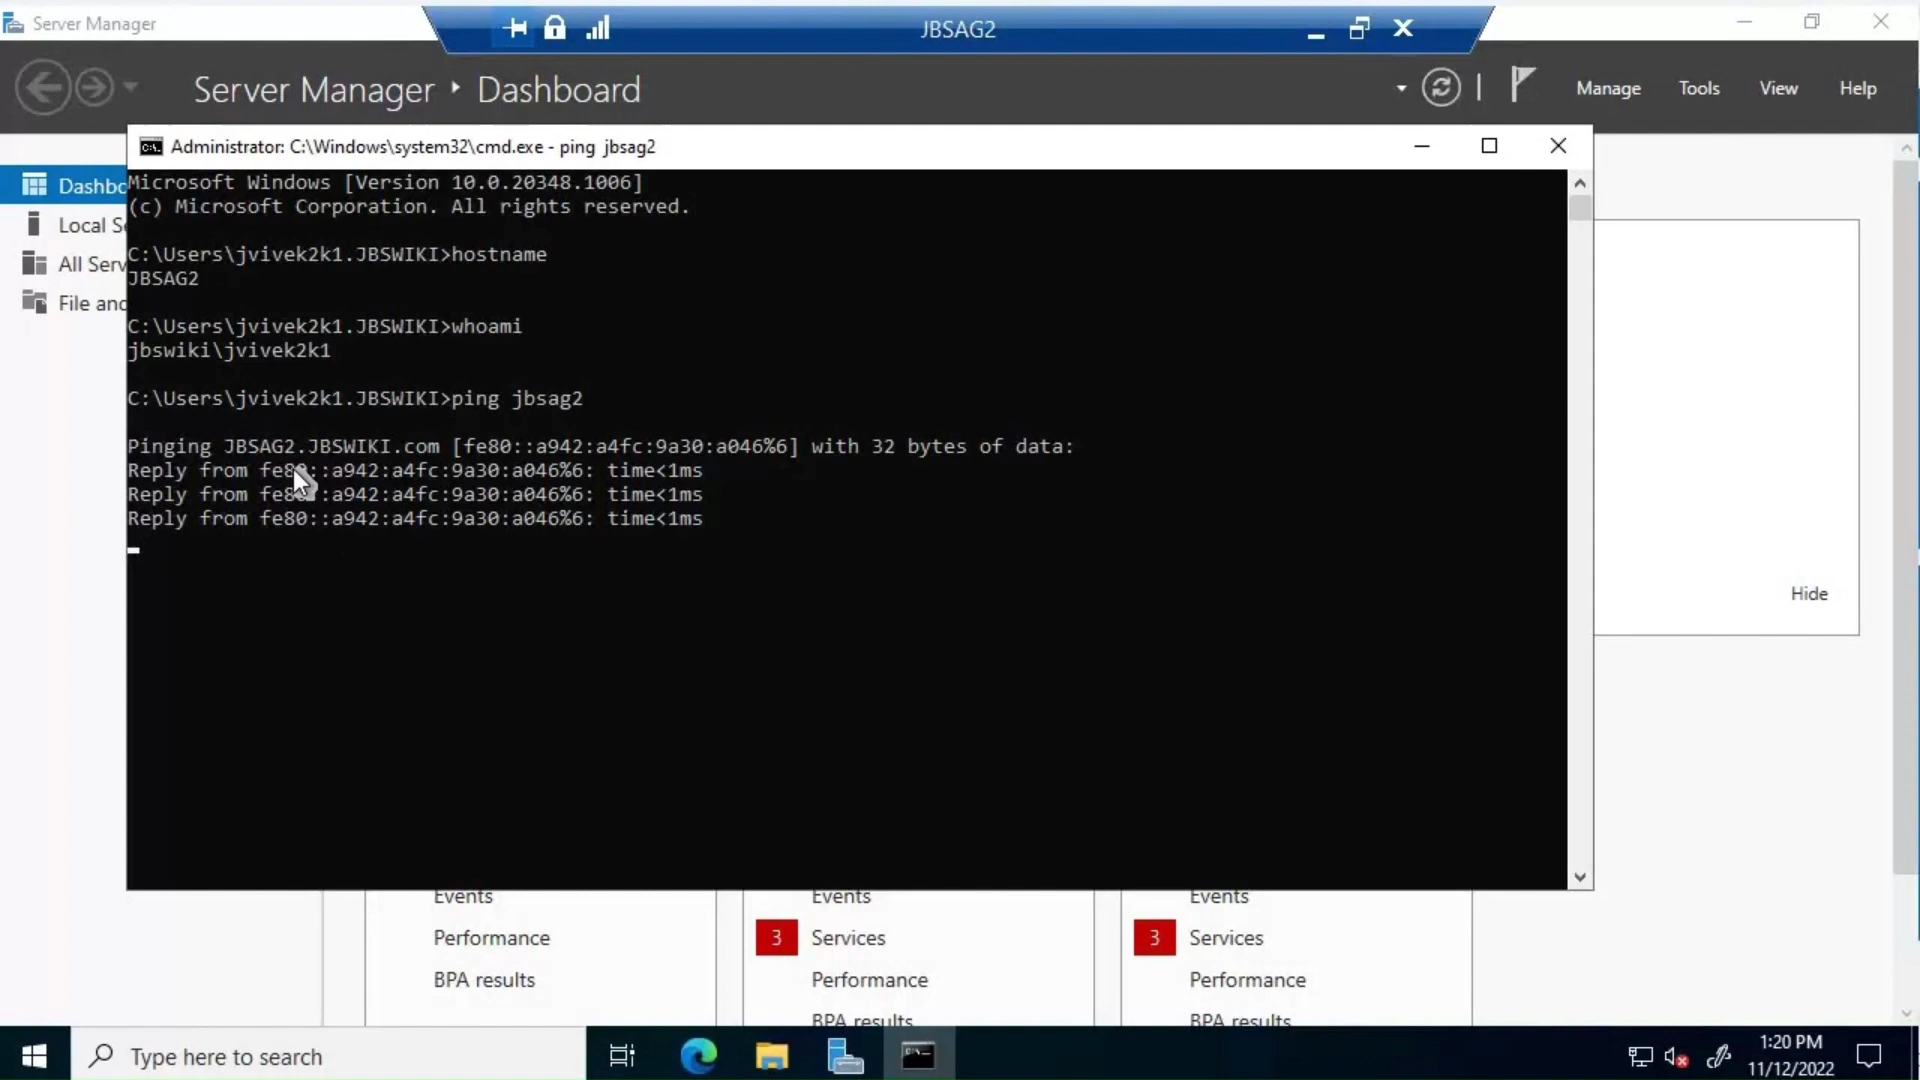 Server Manager
JBSAG2
Server Manager
Dashboard
Manage
Tools
View
Help
Administrator: C:\Windows\system32\cmd.exe - ping jbsag2
Microsoft Windows [Version 10.0.20348.1006]
(c) Microsoft Corporation. All rights reserved.
C:\Users\jvivek2k1.JBSWIKI>hostname
JBSAG2
C:\Users\jvivek2k1.JBSWIKI>whoami
jbswiki\jvivek2k1
C:\Users\jvivek2k1.JBSWIKI>ping jbsag2
Pinging JBSAG2.JBSWIKI.com [fe80::a942:a4fc:9a30:a046%6] with 32 bytes of data:
Reply from fe80::a942:a4fc:9a30:a046%6: time<1ms
Reply from fe80::a942:a4fc:9a30:a046%6: time<1ms
Reply from fe80::a942:a4fc:9a30:a046%6: time<1ms
Dashbo
Local Se
All Serv
File and
Hide
Events
Performance
BPA results
Events
3 Services
Performance
BPA results
Events
3 Services
Performance
BPA results
Type here to search
1:20 PM
11/12/2022